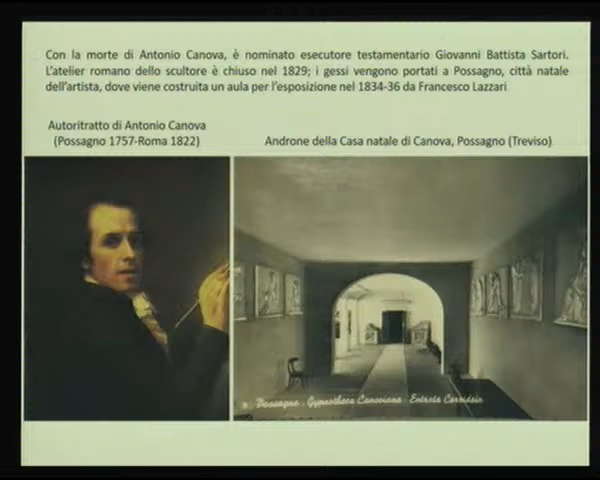 Con la morte di Antonio Canova, è nominato esecutore testamentario Giovanni Battista Sartori.
L'atelier romano dello scultore è chiuso nel 1829; i gessi vengono portati a Possagno, città natale
dell'artista, dove viene costruita un aula per l'esposizione nel 1834-36 da Francesco Lazzari
Autoritratto di Antonio Canova
(Possagno 1757-Roma 1822)
Androne della Casa natale di Canova, Possagno (Treviso)
Possagno - Gypsotheca Canoviana - Entrata Corridoio